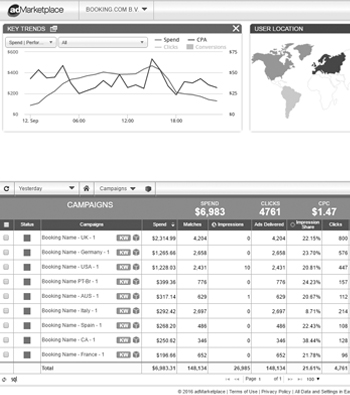 adMarketplace BOOKING.COM B.V.
KEY TRENDS USER LOCATION
Spend | Perfor... All Spend CPA
Clicks Conversions
$600 $75
$400 $50
$200 $25
$0 $0
12. Sep 06:00 12:00 18:00
Yesterday Campaigns
CAMPAIGNS SPEND CLICKS CPC
$6,983 4761 $1.47
Status Campaigns Spend Matches Impressions Ads Delivered Impression Share Clicks
Booking Name - UK - 1 KW $2,314.99 4,204 0 4,204 22.15% 800
Booking Name - Germany - 1 KW $1,265.66 2,658 0 2,658 23.70% 576
Booking Name - USA - 1 KW $1,228.03 2,431 10 2,431 20.81% 447
Booking Name PT-Br - 1 KW $399.36 776 0 776 24.23% 157
Booking Name - AUS - 1 KW $317.14 629 1 629 20.67% 112
Booking Name - Italy - 1 KW $292.42 2,697 0 2,697 8.71% 214
Booking Name - Spain - 1 KW $268.20 486 0 486 22.43% 108
Booking Name - CA - 1 KW $250.62 346 0 346 38.44% 128
Booking Name - France - 1 KW $196.66 652 0 652 21.78% 96
Total $6,983.31 148,134 26,985 148,134 21.61% 4,761
Page of 1 100
© 2016 adMarketplace | Terms of Use | Privacy Policy | All Data and Settings in Ea